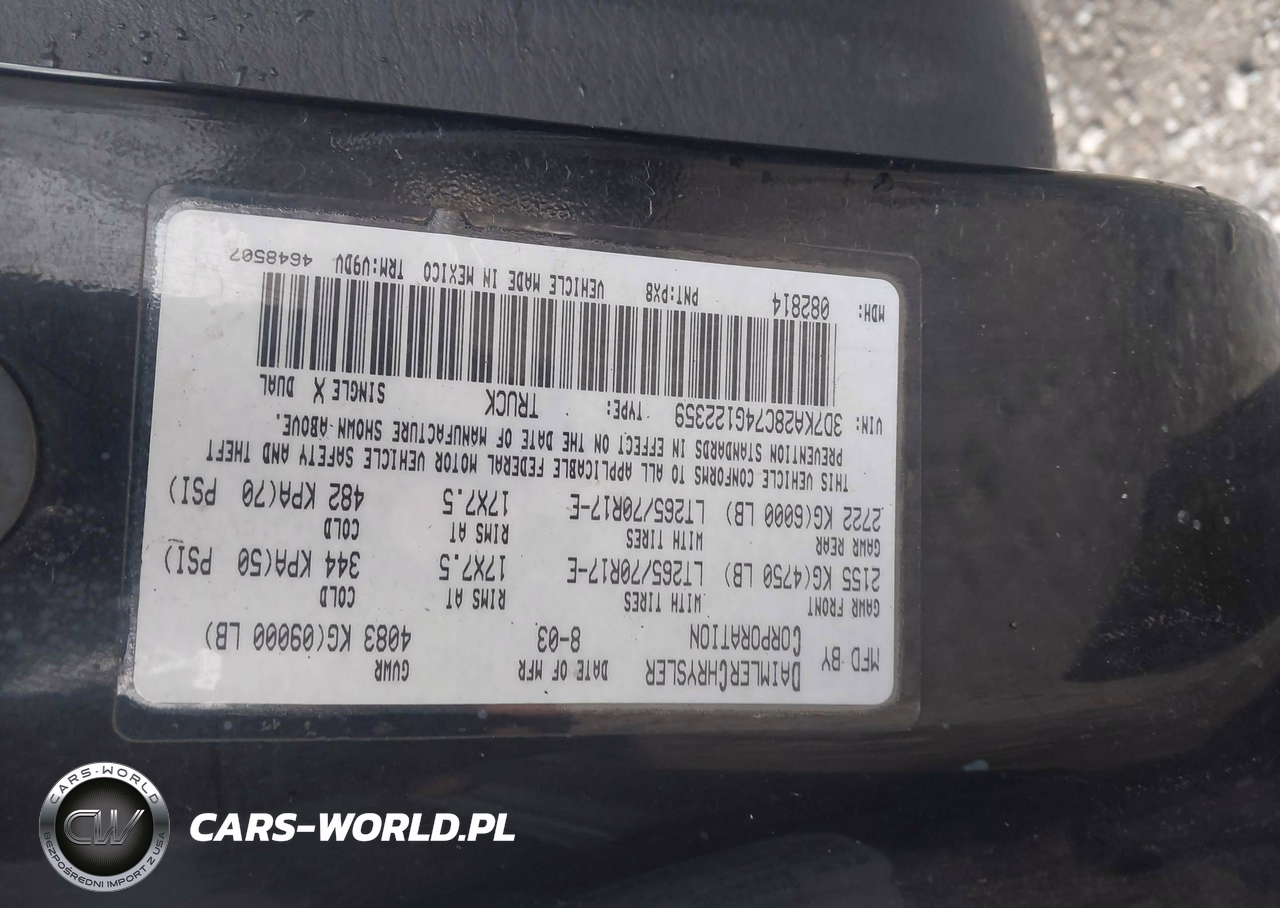 MFD BY DAIMLERCHRYSLER CORPORATION DATE OF MFR 8-03 GVWR 4083 KG(09000 LB)
GAWR FRONT WITH TIRES RIMS AT COLD
2155 KG(4750 LB) LT265/70R17-E 17X7.5 344 KPA(50 PSI)
GAWR REAR WITH TIRES RIMS AT COLD
2722 KG(6000 LB) LT265/70R17-E 17X7.5 482 KPA(70 PSI)
THIS VEHICLE CONFORMS TO ALL APPLICABLE FEDERAL MOTOR VEHICLE SAFETY AND THEFT
PREVENTION STANDARDS IN EFFECT ON THE DATE OF MANUFACTURE SHOWN ABOVE.
VIN: 3D7KA28C74G122359 TYPE: TRUCK SINGLE X DUAL
MDH: 082814 PNT:PX8 VEHICLE MADE IN MEXICO TRM:V9DV 4648507
CARS-WORLD
CW
BEZPOŚREDNI IMPORT Z USA
CARS-WORLD.PL